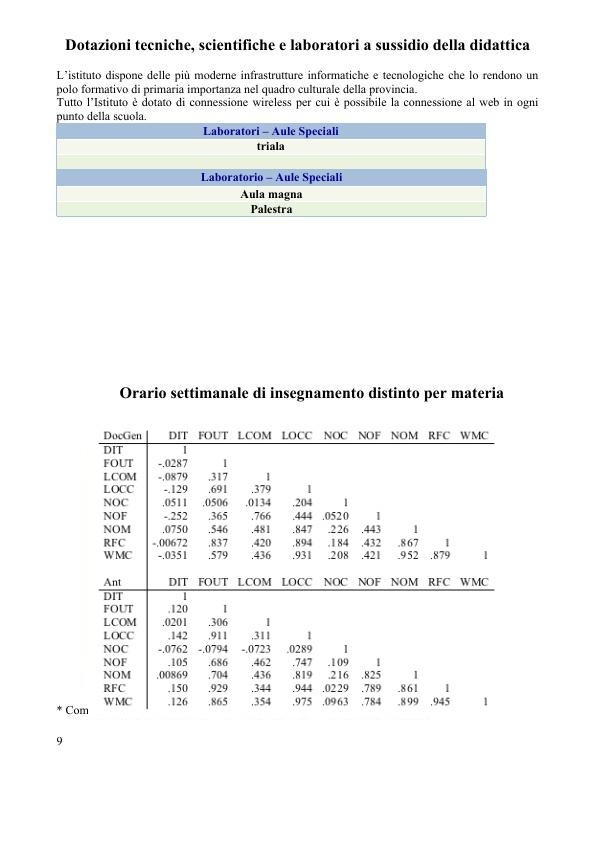 Dotazioni tecniche, scientifiche e laboratori a sussidio della didattica
L'istituto dispone delle più moderne infrastrutture informatiche e tecnologiche che lo rendono un
polo formativo di primaria importanza nel quadro culturale della provincia.
Tutto l'Istituto è dotato di connessione wireless per cui è possibile la connessione al web in ogni
punto della scuola.
Laboratori – Aule Speciali
triala
Laboratorio – Aule Speciali
Aula magna
Palestra
Orario settimanale di insegnamento distinto per materia
DocGen DIT FOUT LCOM LOCC NOC NOF NOM RFC WMC
DIT 1
FOUT -.0287 1
LCOM -.0879 .317 1
LOCC -.129 .691 .379 1
NOC .0511 .0506 .0134 .204 1
NOF -.252 .365 .766 .444 .0520 1
NOM .0750 .546 .481 .847 .226 .443 1
RFC -.00672 .837 .420 .894 .184 .432 .867 1
WMC -.0351 .579 .436 .931 .208 .421 .952 .879 1
Ant DIT FOUT LCOM LOCC NOC NOF NOM RFC WMC
DIT 1
FOUT .120 1
LCOM .0201 .306 1
LOCC .142 .911 .311 1
NOC -.0762 -.0794 -.0723 .0289 1
NOF .105 .686 .462 .747 .109 1
NOM .00869 .704 .436 .819 .216 .825 1
RFC .150 .929 .344 .944 .0229 .789 .861 1
WMC .126 .865 .354 .975 .0963 .784 .899 .945 1
* Com
9